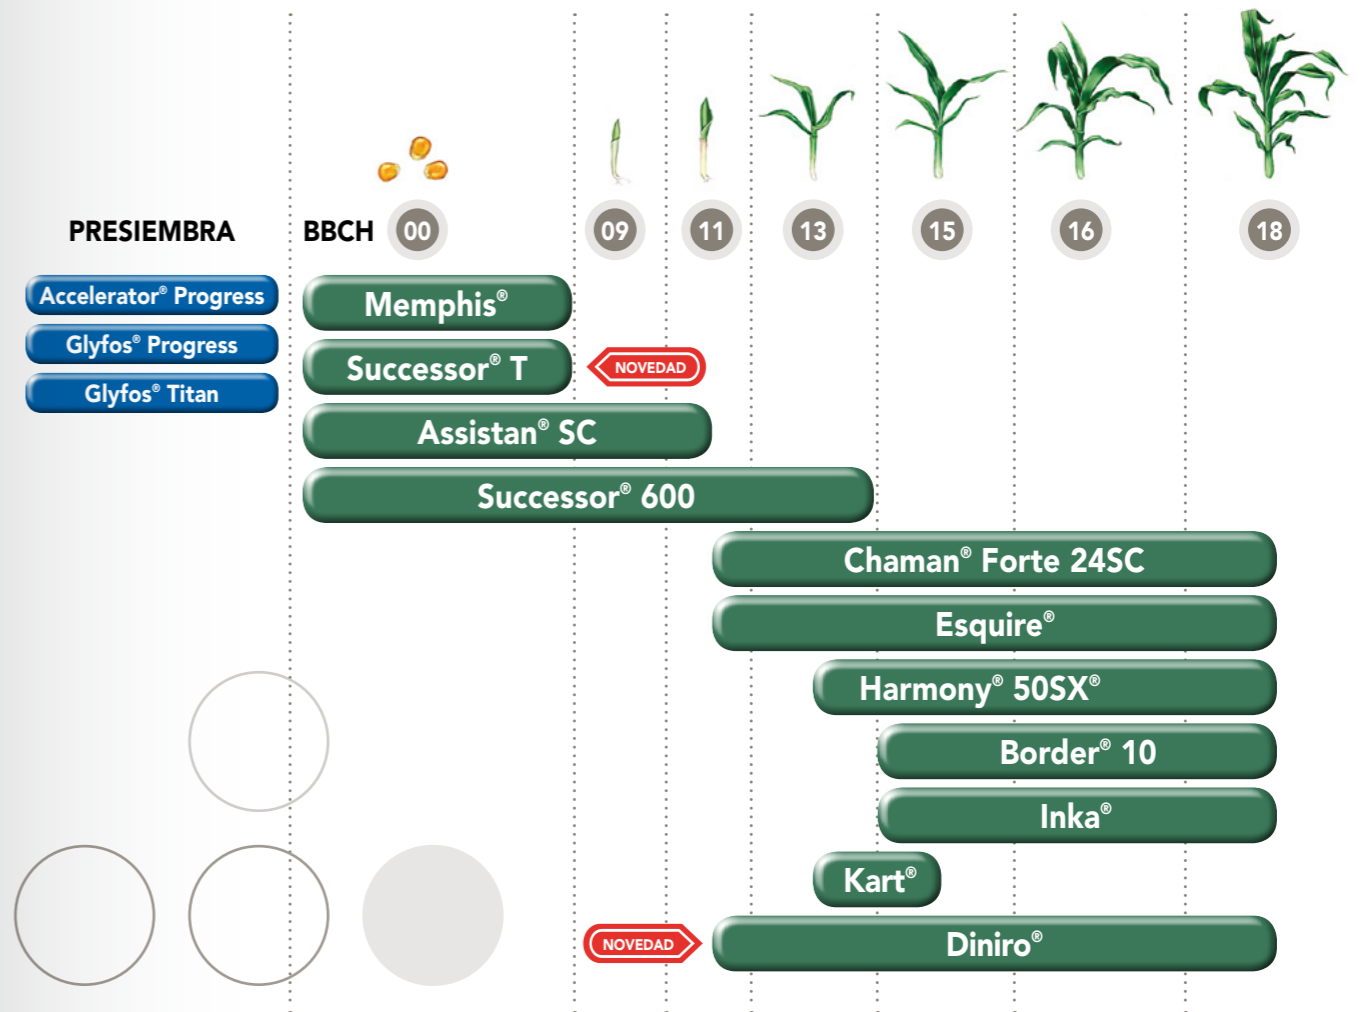 PRESIEMBRA
BBCH 00 09 11 13 15 16 18
Accelerator® Progress
Glyfos® Progress
Glyfos® Titan
Memphis®
Successor® T
NOVEDAD
Assistan® SC
Successor® 600
Chaman® Forte 24SC
Esquire®
Harmony® 50SX®
Border® 10
Inka®
Kart®
NOVEDAD
Diniro®